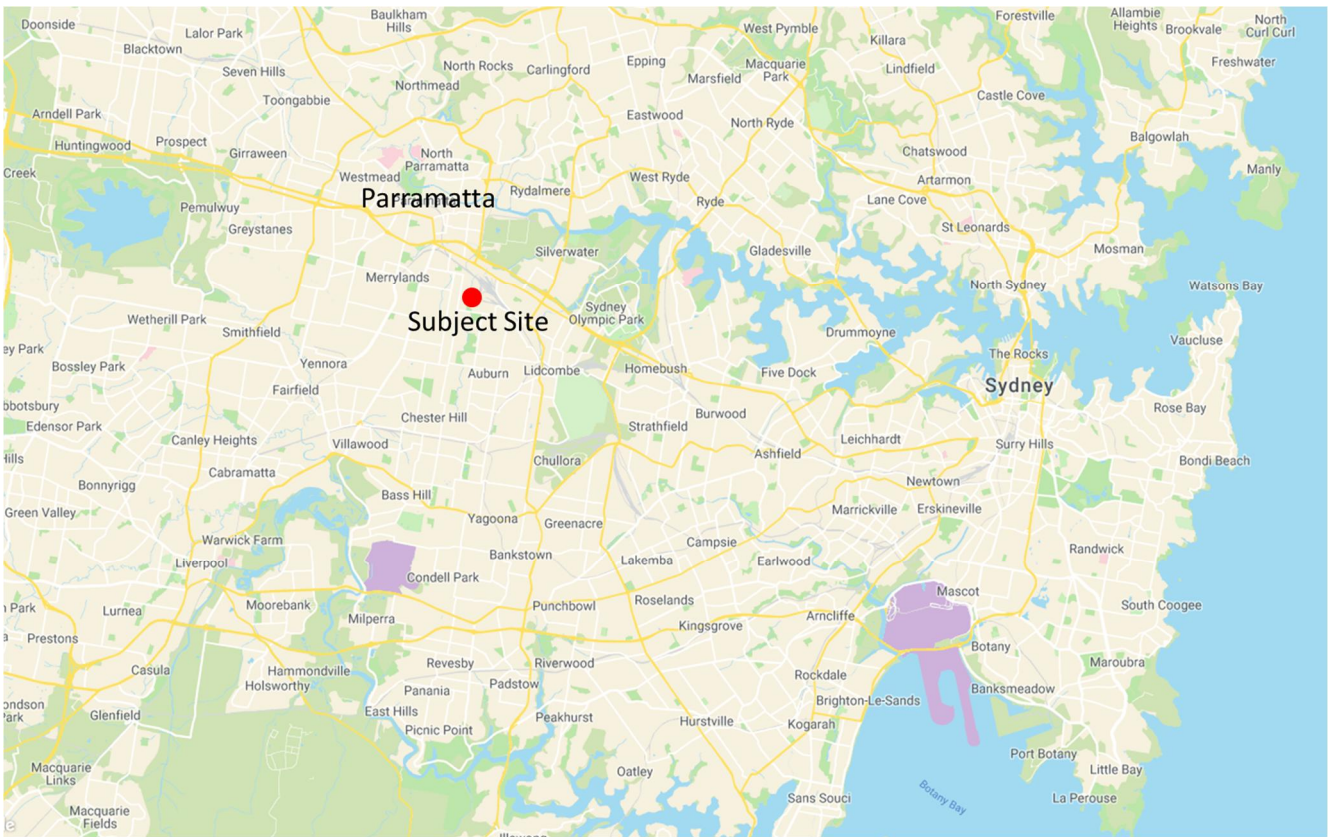 Doonside
Lalor Park
Baulkham
Hills
West Pymble
Forestville
Allambie
Heights
Brookvale
North
Curl Curl
Blacktown
Killara
Freshwater
Seven Hills
North Rocks
Carlingford
Epping
Marsfield
Macquarie
Park
Lindfield
Northmead
Toongabbie
Castle Cove
Arndell Park
Eastwood
North Ryde
Balgowlah
Huntingwood
Prospect
Girraween
North
Parramatta
Chatswood
Manly
Creek
Westmead
Rydalmere
West Ryde
Artarmon
Parramatta
Pemulwuy
Ryde
Lane Cove
Greystanes
St Leonards
Silverwater
Gladesville
Mosman
Merrylands
North Sydney
Watsons Bay
Wetherill Park
Smithfield
Subject Site
Sydney
Olympic Park
Drummoyne
Vaucluse
ey Park
Bossley Park
Yennora
Auburn
Lidcombe
Homebush
Five Dock
The Rocks
Sydney
Fairfield
bbotsbury
Edensor Park
Chester Hill
Burwood
Rose Bay
Strathfield
Canley Heights
Villawood
Leichhardt
Surry Hills
Hills
Cabramatta
Chullora
Ashfield
Bondi Beach
Bonnyrigg
Bass Hill
Newtown
Green Valley
Yagoona
Greenacre
Marrickville
Erskineville
Warwick Farm
Campsie
Liverpool
Bankstown
Lakemba
Earlwood
Randwick
Condell Park
Mascot
n Park
Lurnea
Moorebank
Punchbowl
Roselands
South Coogee
Milperra
Kingsgrove
Arncliffe
Prestons
Botany
Casula
Hammondville
Holsworthy
Revesby
Riverwood
Maroubra
Panania
Padstow
Rockdale
Banksmeadow
ondson
Park
Glenfield
East Hills
Picnic Point
Peakhurst
Hurstville
Brighton-Le-Sands
Kogarah
Port Botany
Macquarie
Links
Oatley
Little Bay
Botany Bay
Sans Souci
La Perouse
Macquarie
Fields